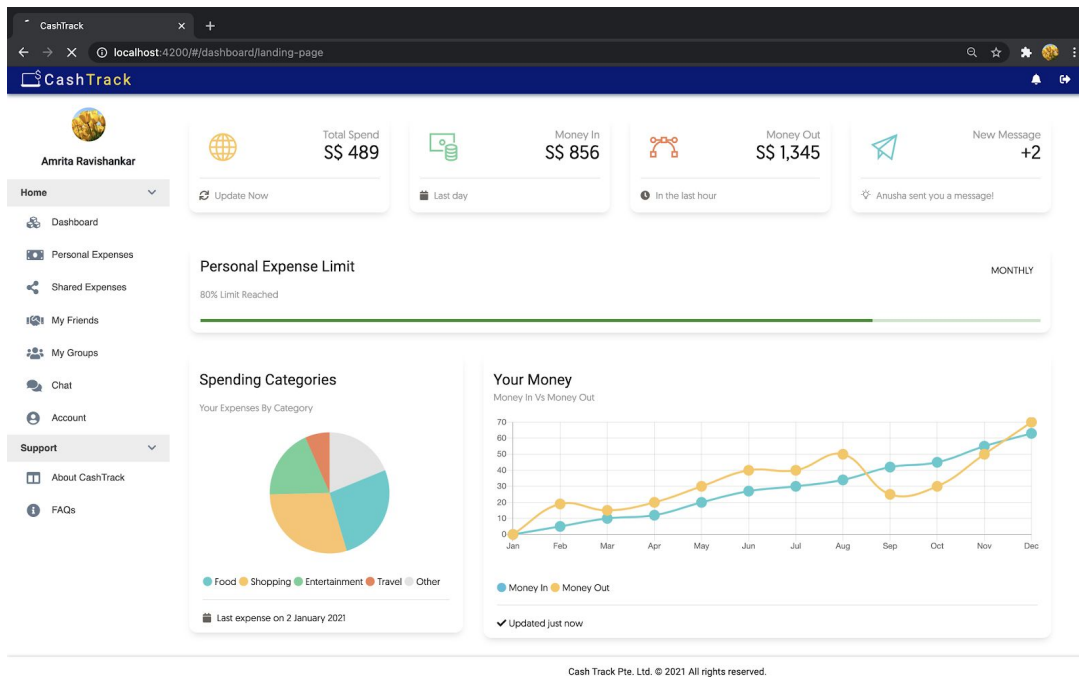 CashTrack
localhost:4200/#/dashboard/landing-page
CashTrack
Amrita Ravishankar
Home
Dashboard
Personal Expenses
Shared Expenses
My Friends
My Groups
Chat
Account
Support
About CashTrack
FAQs
Total Spend
S$ 489
Update Now
Money In
S$ 856
Last day
Money Out
S$ 1,345
In the last hour
New Message
+2
Anusha sent you a message!
Personal Expense Limit
MONTHLY
80% Limit Reached
Spending Categories
Your Expenses By Category
Food Shopping Entertainment Travel Other
Last expense on 2 January 2021
Your Money
Money In Vs Money Out
70
60
50
40
30
20
10
0
Jan Feb Mar Apr May Jun Jul Aug Sep Oct Nov Dec
Money In Money Out
Updated just now
Cash Track Pte. Ltd. © 2021 All rights reserved.